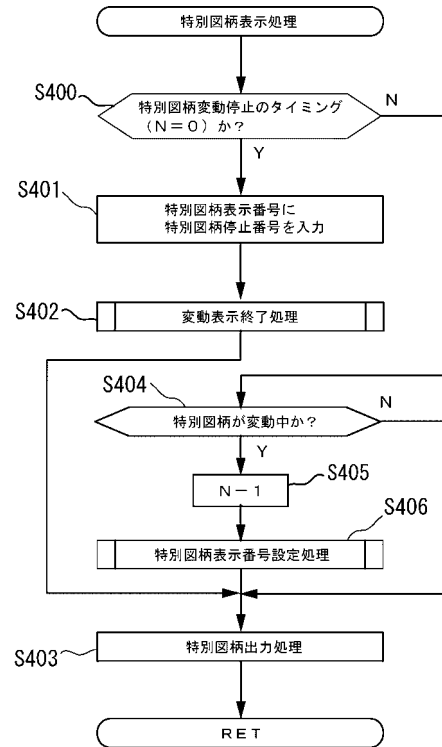 特別図柄表示処理
S400
特別図柄変動停止のタイミング
(N=0)か?
N
Y
S401
特別図柄表示番号に
特別図柄停止番号を入力
S402
変動表示終了処理
S404
特別図柄が変動中か?
N
Y
S405
N-1
S406
特別図柄表示番号設定処理
S403
特別図柄出力処理
RET